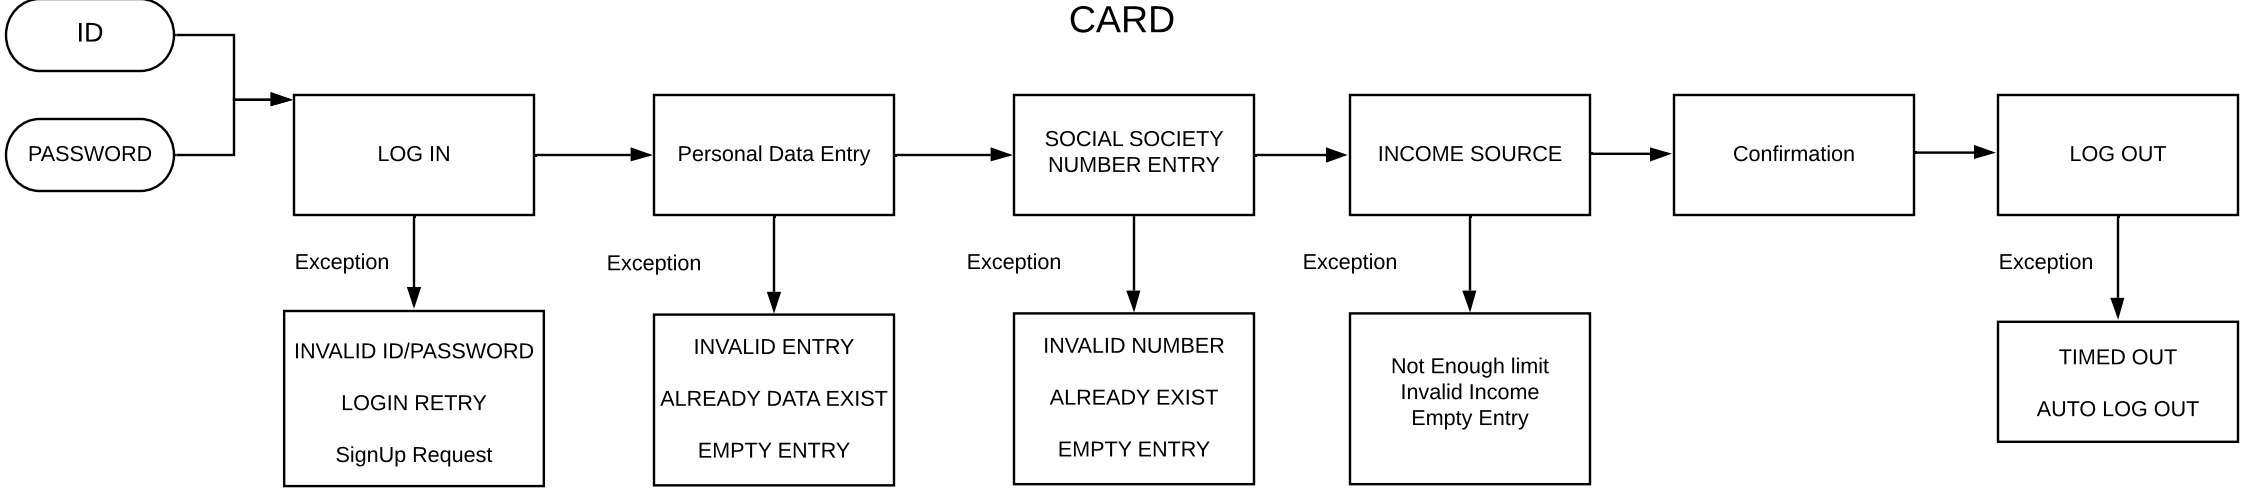 CARD
ID
PASSWORD
LOG IN
Personal Data Entry
SOCIAL SOCIETY
NUMBER ENTRY
INCOME SOURCE
Confirmation
LOG OUT
Exception
Exception
Exception
Exception
Exception
INVALID ID/PASSWORD
LOGIN RETRY
SignUp Request
INVALID ENTRY
ALREADY DATA EXIST
EMPTY ENTRY
INVALID NUMBER
ALREADY EXIST
EMPTY ENTRY
Not Enough limit
Invalid Income
Empty Entry
TIMED OUT
AUTO LOG OUT